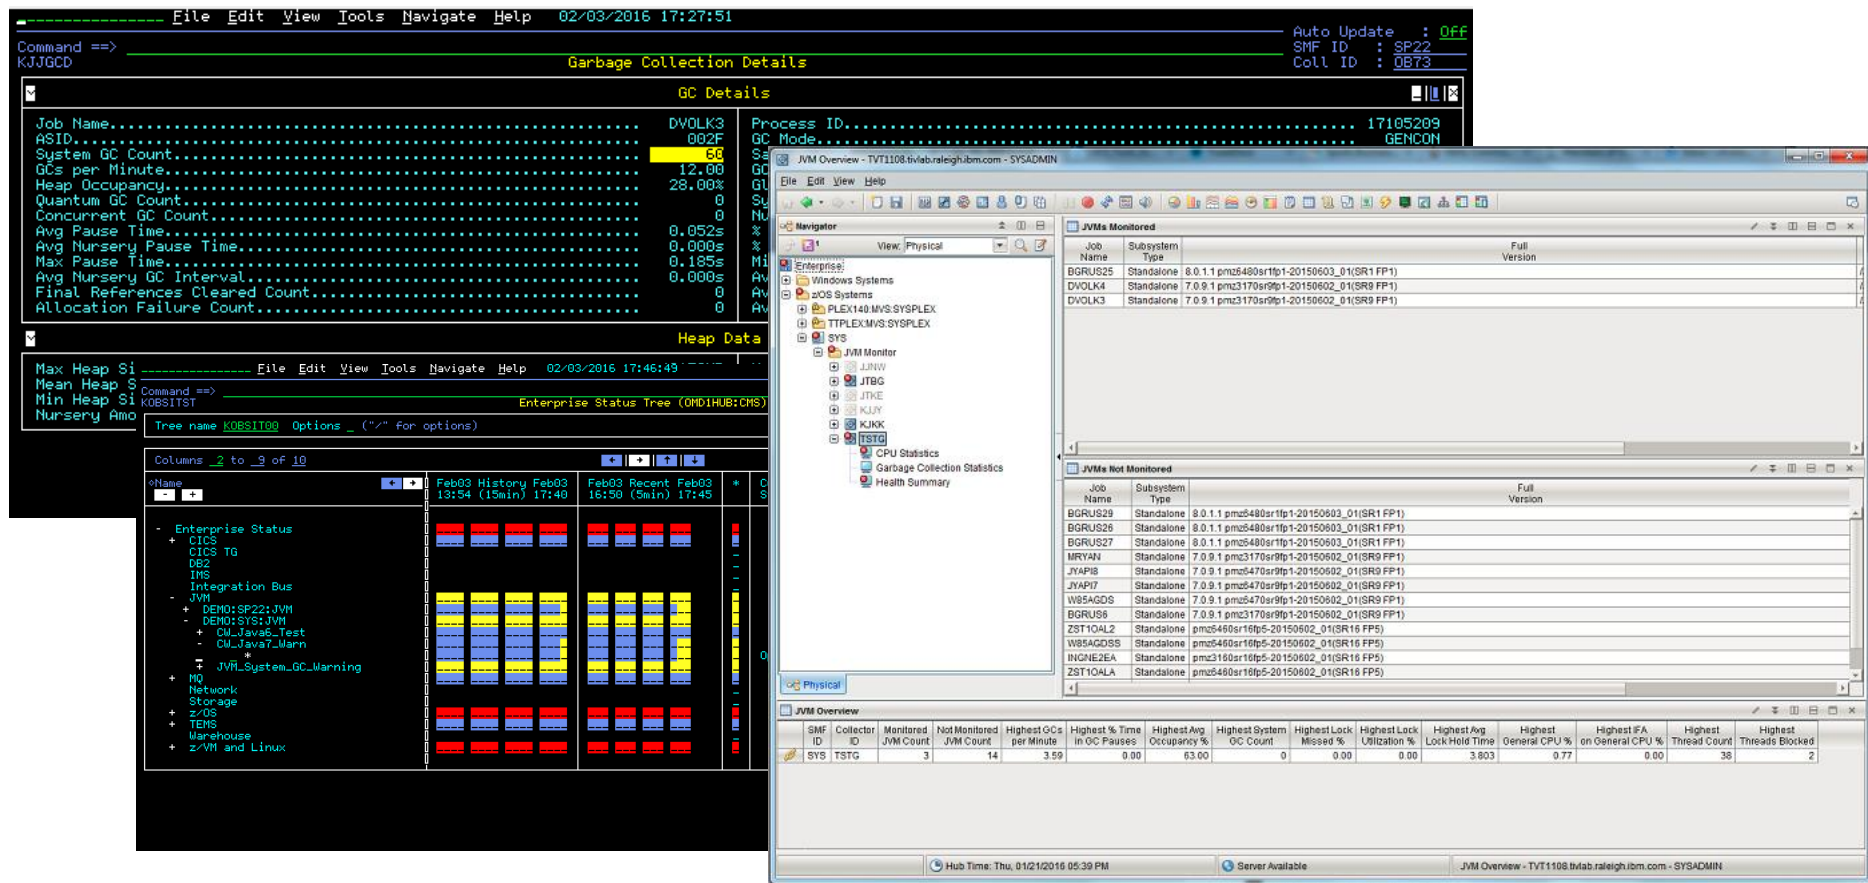 File Edit View Tools Navigate Help 02/03/2016 17:27:51
Auto Update : Off
Command ==>
SMF ID : SP22
KJJGCD Garbage Collection Details Coll ID : OB73
GC Details
Job Name DVOLK3 Process ID 17105209
ASID 002F GC Mode GENCON
System GC Count 60
GCs per Minute 12.00
Heap Occupancy 28.00%
Quantum GC Count 0
Concurrent GC Count 0
Avg Pause Time 0.052s %
Avg Nursery Pause Time 0.000s %
Max Pause Time 0.185s
Avg Nursery GC Interval 0.000s
Final References Cleared Count 0
Allocation Failure Count 0
Heap Data
Max Heap Si
Mean Heap S
Min Heap Si
Nursery Amo
File Edit View Tools Navigate Help 02/03/2016 17:46:49
Command ==>
KOBSITST Enterprise Status Tree (OMD1HUB:CMS)
Tree name KOBSIT00 Options _ ("/" for options)
Columns 2 to 9 of 10
Name Feb03 History Feb03 Feb03 Recent Feb03 *
- + 13:54 (15min) 17:40 16:50 (5min) 17:45
- Enterprise Status
+ CICS
CICS TG
DB2
IMS
Integration Bus
- JVM
+ DEMO:SP22:JVM
- DEMO:SYS:JVM
+ CW_Java6_Test
- CW_Java7_Warn
*
+ JVM_System_GC_Warning
+ MQ
Network
Storage
+ z/OS
+ TEMS
Warehouse
+ z/VM and Linux
JVM Overview - TVT1108.tivlab.raleigh.ibm.com - SYSADMIN
File Edit View Help
Navigator
View: Physical
Enterprise
Windows Systems
z/OS Systems
PLEX140:MVS:SYSPLEX
TTPLEX:MVS:SYSPLEX
SYS
JVM Monitor
JJNW
JTBG
JTKE
KJJY
KJKK
TSTG
CPU Statistics
Garbage Collection Statistics
Health Summary
Physical
JVMs Monitored
Job Name Subsystem Type Full Version
BGRUS25 Standalone 8.0.1.1 pmz6480sr1fp1-20150603_01(SR1 FP1)
DVOLK4 Standalone 7.0.9.1 pmz3170sr9fp1-20150602_01(SR9 FP1)
DVOLK3 Standalone 7.0.9.1 pmz3170sr9fp1-20150602_01(SR9 FP1)
JVMs Not Monitored
Job Name Subsystem Type Full Version
BGRUS29 Standalone 8.0.1.1 pmz6480sr1fp1-20150603_01(SR1 FP1)
BGRUS26 Standalone 8.0.1.1 pmz6480sr1fp1-20150603_01(SR1 FP1)
BGRUS27 Standalone 8.0.1.1 pmz6480sr1fp1-20150603_01(SR1 FP1)
MRYAN Standalone 7.0.9.1 pmz3170sr9fp1-20150602_01(SR9 FP1)
JYAPI8 Standalone 7.0.9.1 pmz6470sr9fp1-20150602_01(SR9 FP1)
JYAPI7 Standalone 7.0.9.1 pmz6470sr9fp1-20150602_01(SR9 FP1)
W85AGDS Standalone 7.0.9.1 pmz6470sr9fp1-20150602_01(SR9 FP1)
BGRUS6 Standalone 7.0.9.1 pmz3170sr9fp1-20150602_01(SR9 FP1)
ZST1OAL2 Standalone pmz6460sr16fp5-20150602_01(SR16 FP5)
W85AGDSS Standalone pmz6460sr16fp5-20150602_01(SR16 FP5)
INGNE2EA Standalone pmz3160sr16fp5-20150602_01(SR16 FP5)
ZST1OALA Standalone pmz6460sr16fp5-20150602_01(SR16 FP5)
JVM Overview
SMF ID Collector ID Monitored JVM Count Not Monitored JVM Count Highest GCs per Minute Highest % Time in GC Pauses Highest Avg Occupancy % Highest System GC Count Highest Lock Missed % Highest Lock Utilization % Highest Avg Lock Hold Time Highest General CPU % Highest IFA on General CPU % Highest Thread Count Highest Threads Blocked
SYS TSTG 3 14 3.59 0.00 63.00 0 0.00 0.00 3.803 0.77 0.00 38 2
Hub Time: Thu, 01/21/2016 05:39 PM Server Available JVM Overview - TVT1108.tivlab.raleigh.ibm.com - SYSADMIN